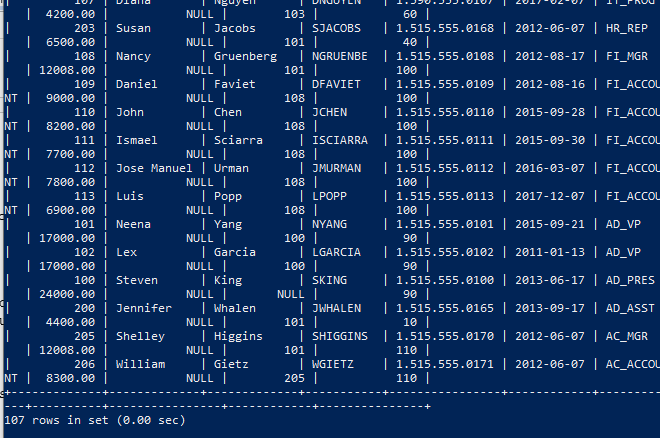 | 107 | Diana | Nguyen | DNGUYEN | 1.590.555.0107 | 2017-02-07 | IT_PROG
| 4200.00 | NULL | 103 | 60 |
| 203 | Susan | Jacobs | SJACOBS | 1.515.555.0168 | 2012-06-07 | HR_REP
| 6500.00 | NULL | 101 | 40 |
| 108 | Nancy | Gruenberg | NGRUENBE | 1.515.555.0108 | 2012-08-17 | FI_MGR
| 12008.00 | NULL | 101 | 100 |
| 109 | Daniel | Faviet | DFAVIET | 1.515.555.0109 | 2012-08-16 | FI_ACCOU
NT | 9000.00 | NULL | 108 | 100 |
| 110 | John | Chen | JCHEN | 1.515.555.0110 | 2015-09-28 | FI_ACCOU
NT | 8200.00 | NULL | 108 | 100 |
| 111 | Ismael | Sciarra | ISCIARRA | 1.515.555.0111 | 2015-09-30 | FI_ACCOU
NT | 7700.00 | NULL | 108 | 100 |
| 112 | Jose Manuel | Urman | JMURMAN | 1.515.555.0112 | 2016-03-07 | FI_ACCOU
NT | 7800.00 | NULL | 108 | 100 |
| 113 | Luis | Popp | LPOPP | 1.515.555.0113 | 2017-12-07 | FI_ACCOU
NT | 6900.00 | NULL | 108 | 100 |
| 101 | Neena | Yang | NYANG | 1.515.555.0101 | 2015-09-21 | AD_VP
| 17000.00 | NULL | 100 | 90 |
| 102 | Lex | Garcia | LGARCIA | 1.515.555.0102 | 2011-01-13 | AD_VP
| 17000.00 | NULL | 100 | 90 |
| 100 | Steven | King | SKING | 1.515.555.0100 | 2013-06-17 | AD_PRES
| 24000.00 | NULL | NULL | 90 |
| 200 | Jennifer | Whalen | JWHALEN | 1.515.555.0165 | 2013-09-17 | AD_ASST
| 4400.00 | NULL | 101 | 10 |
| 205 | Shelley | Higgins | SHIGGINS | 1.515.555.0170 | 2012-06-07 | AC_MGR
| 12008.00 | NULL | 101 | 110 |
| 206 | William | Gietz | WGIETZ | 1.515.555.0171 | 2012-06-07 | AC_ACCOU
NT | 8300.00 | NULL | 205 | 110 |
107 rows in set (0.00 sec)